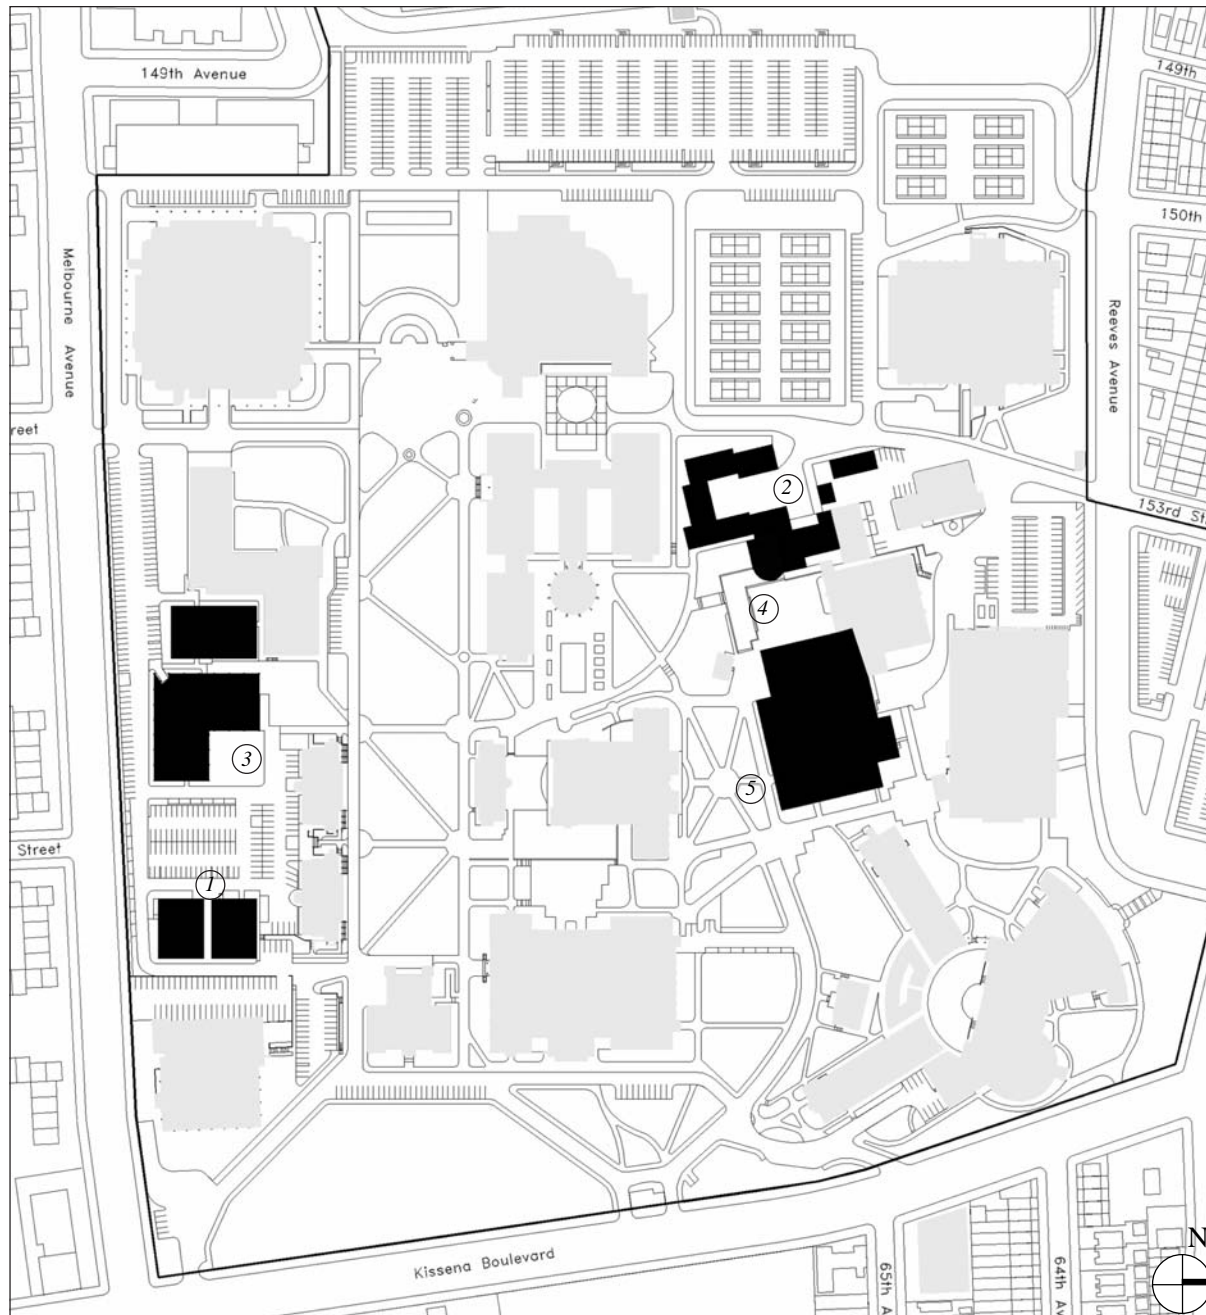 149th Avenue
149th
150th
Melbourne Avenue
Reeves Avenue
reet
2
153rd St
4
3
5
Street
1
Kissena Boulevard
65th A
64th Av
N